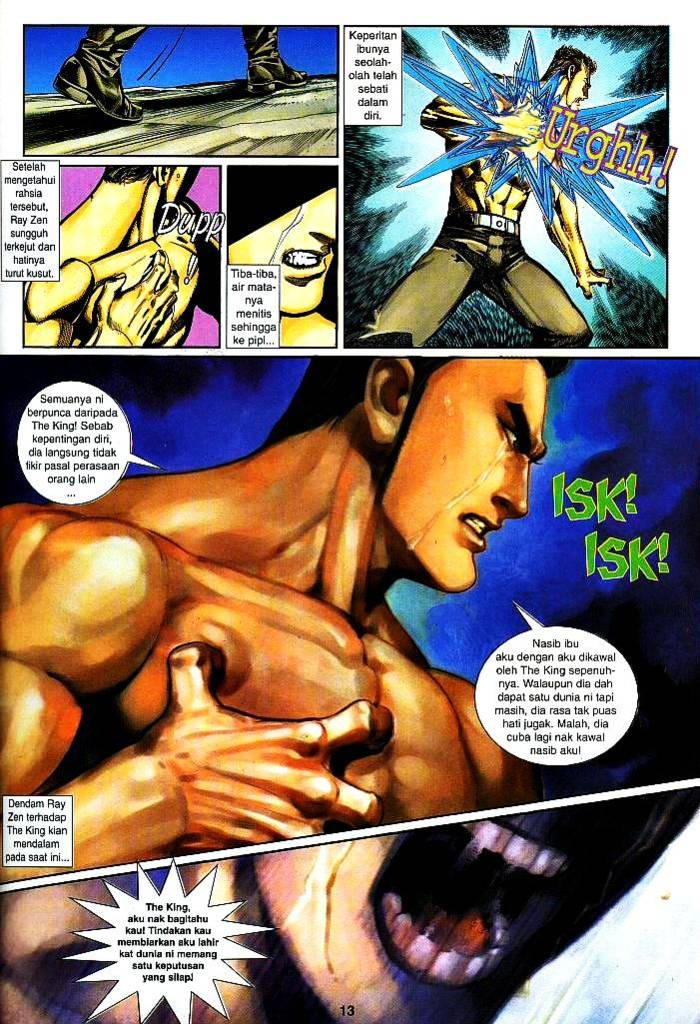 Keperitan
ibunya
seolah-
olah telah
sebati
dalam
diri.
Urghh!
Setelah
mengetahui
rahsia
tersebut,
Ray Zen
sungguh
terkejut dan
hatinya
turut kusut.
Dupp
!
Tiba-tiba,
air mata-
nya
menitis
sehingga
ke pipi...
Semuanya ni
berpunca daripada
The King! Sebab
kepentingan diri,
dia langsung tidak
fikir pasal perasaan
orang lain
...
ISK!
ISK!
Nasib ibu
aku dengan aku dikawal
oleh The King sepenuh-
nya. Walaupun dia dah
dapat satu dunia ni tapi
masih, dia rasa tak puas
hati jugak. Malah, dia
cuba lagi nak kawal
nasib aku!
Dendam Ray
Zen terhadap
The King kian
mendalam
pada saat ini...
The King,
aku nak bagitahu
kau! Tindakan kau
membiarkan aku lahir
kat dunia ni memang
satu keputusan
yang silap!
13